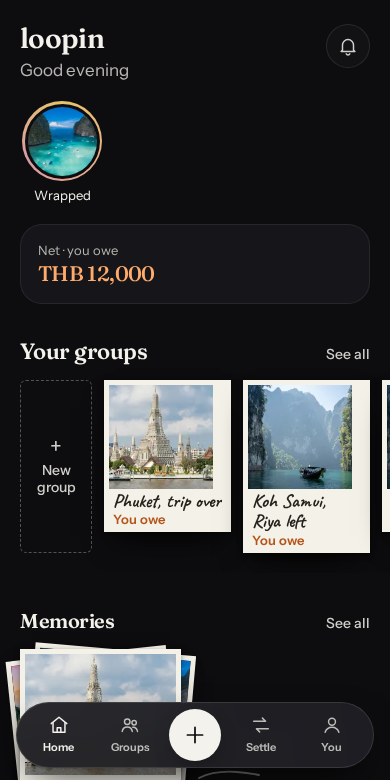 loopin
Good evening
Wrapped
Net · you owe
THB 12,000
Your groups
See all
+
New
group
Phuket, trip over
You owe
Koh Samui,
Riya left
You owe
Memories
See all
Home
Groups
+
Settle
You